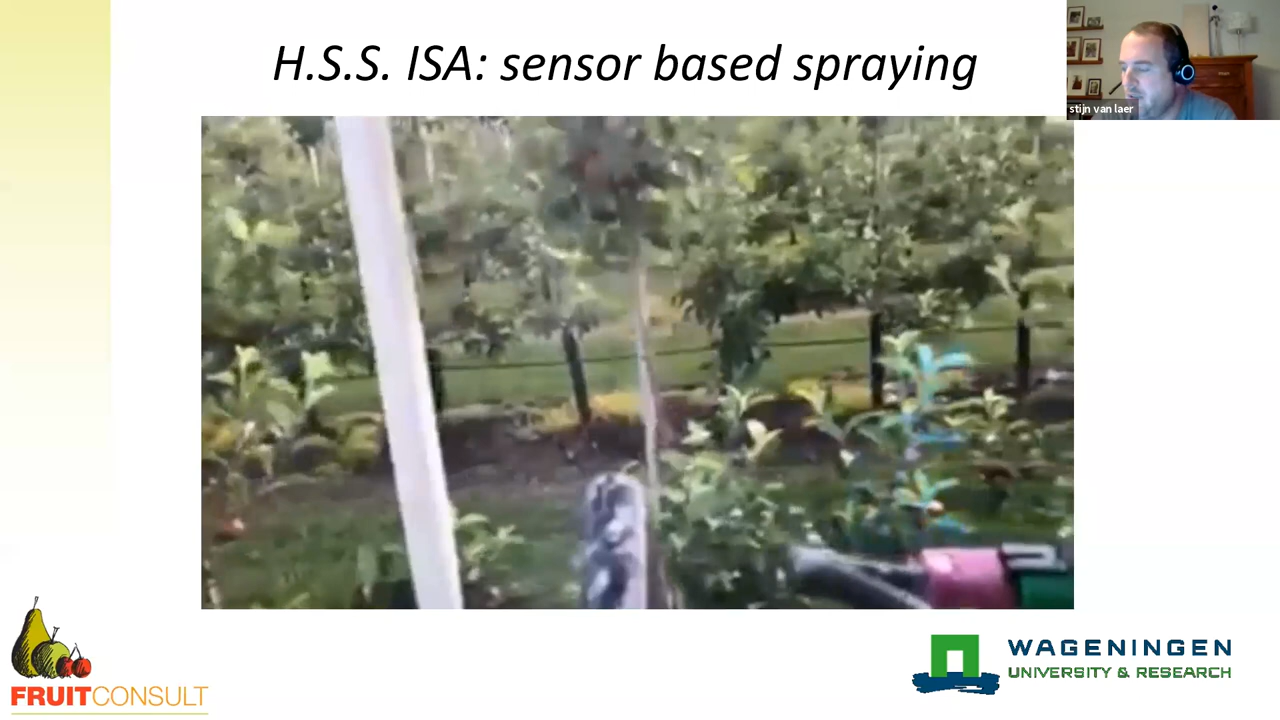 H.S.S. ISA: sensor based spraying
stijn van laer
FRUITCONSULT
WAGENINGEN
UNIVERSITY & RESEARCH